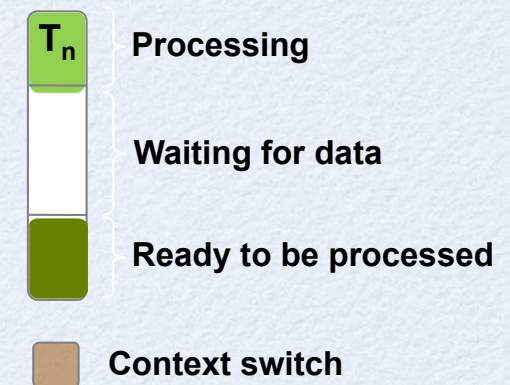 Tn
Processing
Waiting for data
Ready to be processed
Context switch